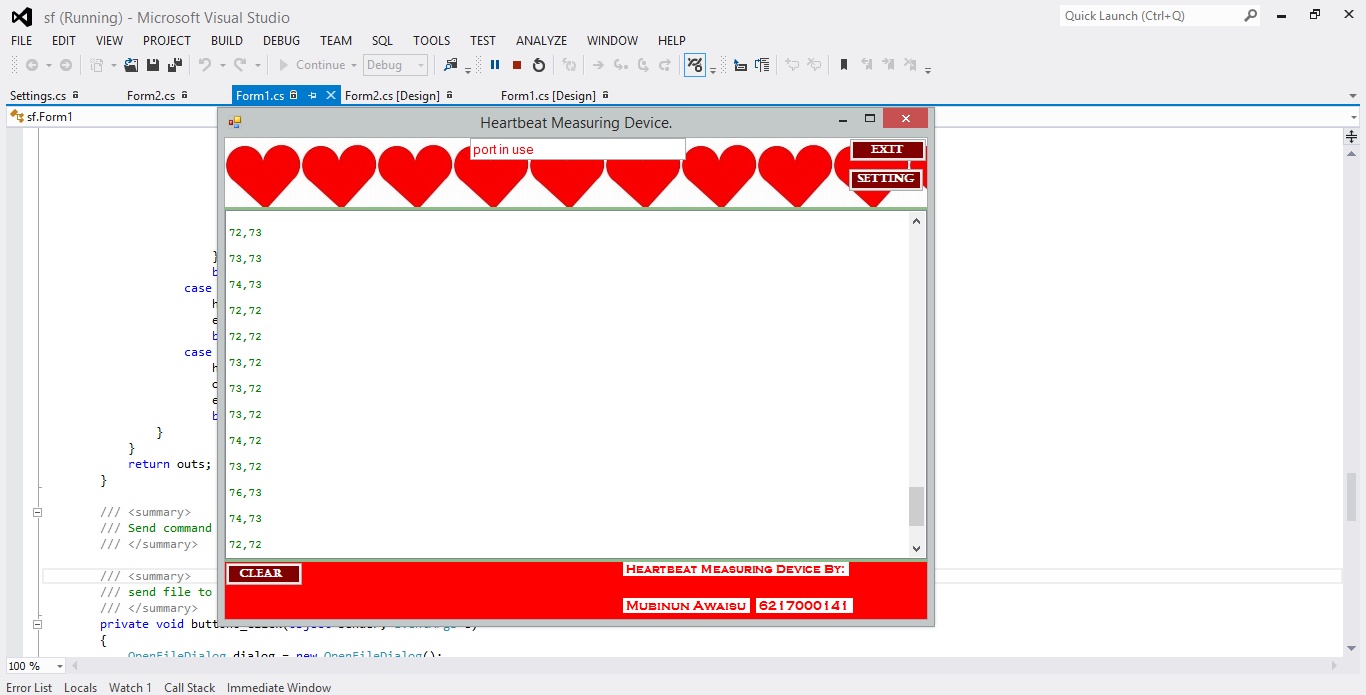 sf (Running) - Microsoft Visual Studio
Quick Launch (Ctrl+Q)
FILE EDIT VIEW PROJECT BUILD DEBUG TEAM SQL TOOLS TEST ANALYZE WINDOW HELP
Continue Debug
Settings.cs Form2.cs Form1.cs Form2.cs [Design] Form1.cs [Design]
sf.Form1
Heartbeat Measuring Device.
port in use
EXIT
SETTING
72,73
73,73
74,73
72,72
72,72
73,72
73,72
73,72
74,72
73,72
76,73
74,73
72,72
CLEAR
Heartbeat Measuring Device By:
Mubinun Awaisu 6217000141
}
b
case
h
e
b
case
h
c
e
b
}
}
return outs;
}
/// <summary>
/// Send command
/// </summary>
/// <summary>
/// send file to
/// </summary>
private void
{
OpenFileDialog dialog = new OpenFileDialog();
100 %
Error List Locals Watch 1 Call Stack Immediate Window